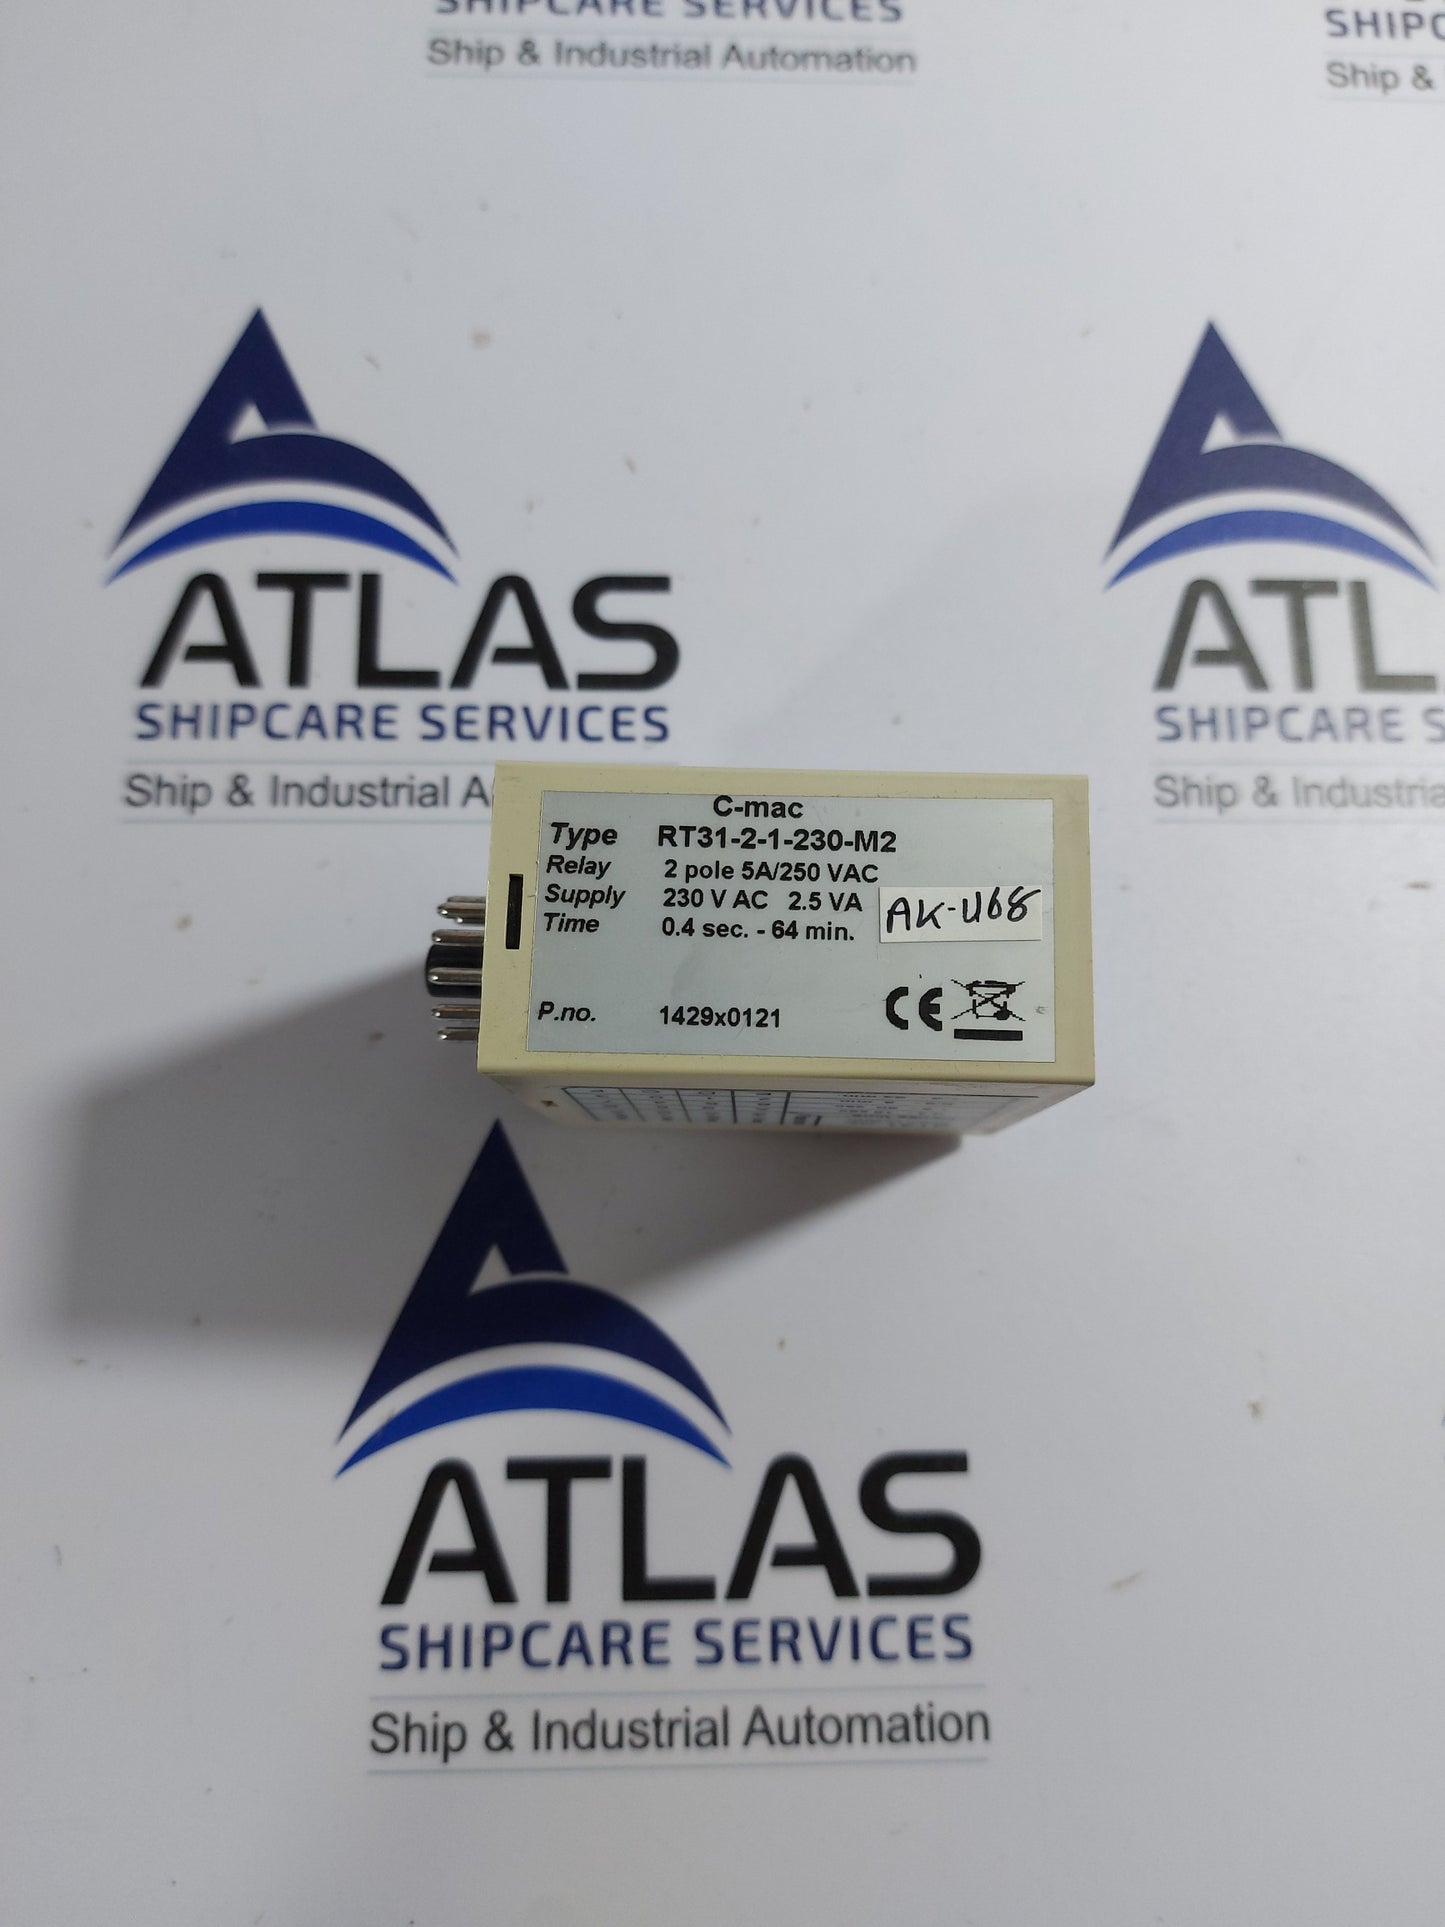 SHIPCARE SERVICES
Ship & Industrial Automation
SHIPC
Ship &
ATLAS
SHIPCARE SERVICES
Ship & Industrial A
ATL
SHIPCARE S
Ship & Industria
C-mac
Type RT31-2-1-230-M2
Relay 2 pole 5A/250 VAC
Supply 230 V AC 2.5 VA
Time 0.4 sec. - 64 min.
AK-U68
P.no. 1429x0121
CE
ATLAS
SHIPCARE SERVICES
Ship & Industrial Automation